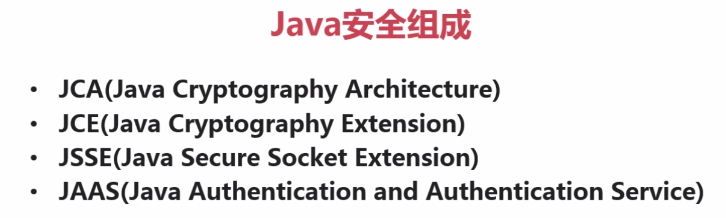 Java安全组成
• JCA(Java Cryptography Architecture)
• JCE(Java Cryptography Extension)
• JSSE(Java Secure Socket Extension)
• JAAS(Java Authentication and Authentication Service)